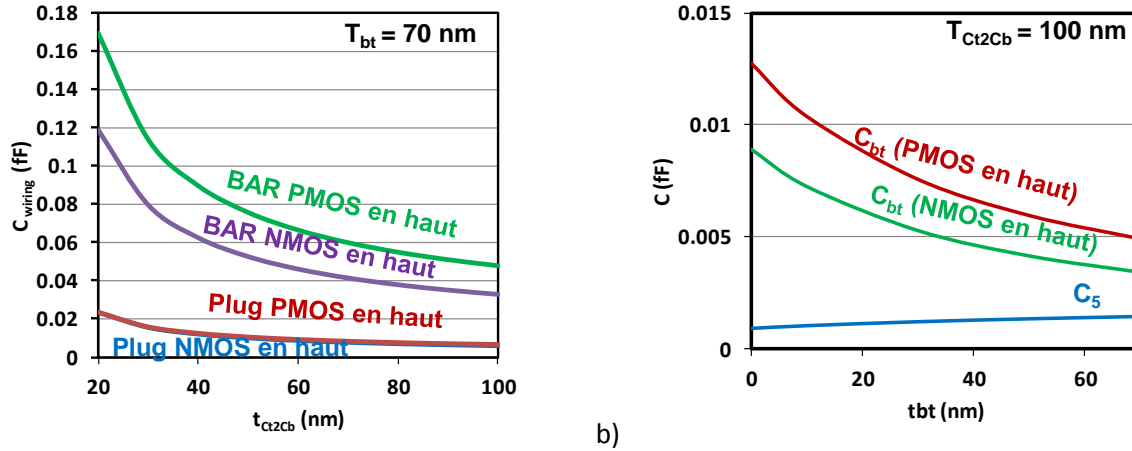 T_bt = 70 nm
0.18
0.16
0.14
0.12
0.1
0.08
0.06
0.04
0.02
0
C_wiring (fF)
BAR PMOS en haut
BAR NMOS en haut
Plug PMOS en haut
Plug NMOS en haut
20 40 60 80 100
t_Ct2Cb (nm)
b)
T_Ct2Cb = 100 nm
0.015
0.01
0.005
0
C (fF)
C_bt (PMOS en haut)
C_bt (NMOS en haut)
C_5
0 20 40 60
tbt (nm)